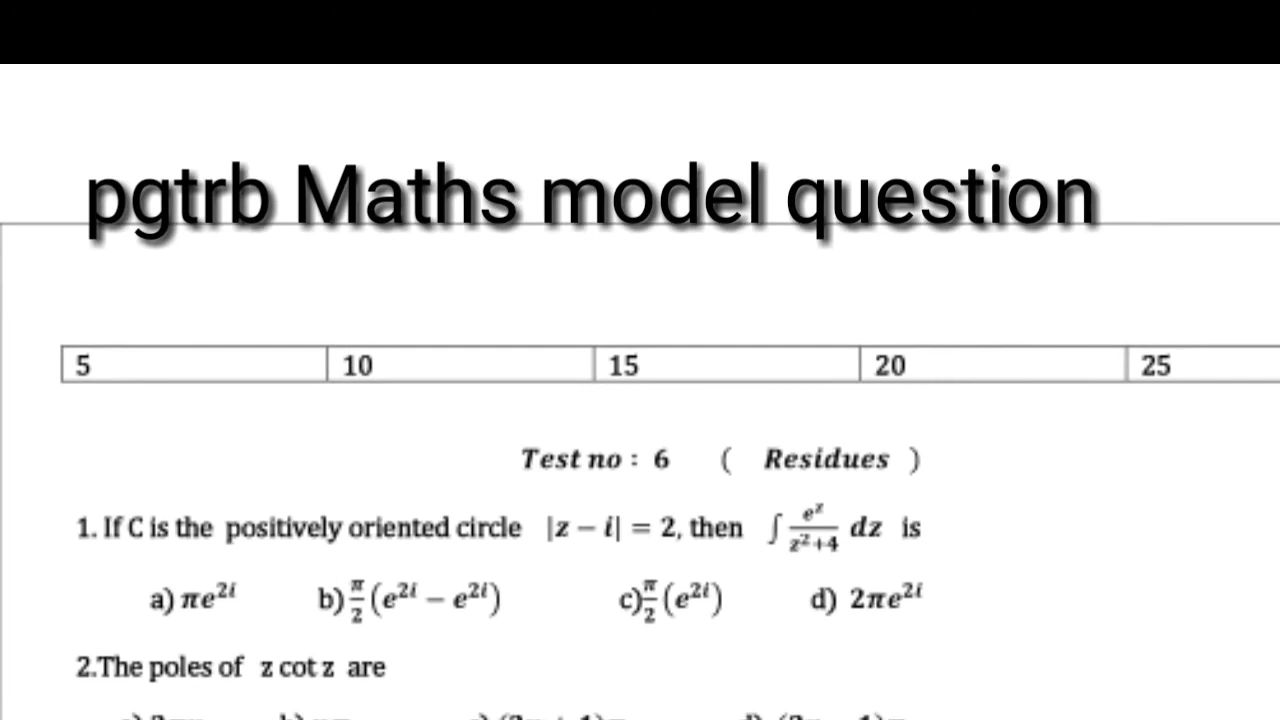 pgtrb Maths model question
5 10 15 20 25
Test no : 6 ( Residues )
1. If C is the positively oriented circle |z − i| = 2, then ∫ e^z/(z²+4) dz is
a) πe^{2i} b) π/2 (e^{2i} − e^{2i}) c) π/2 (e^{2i}) d) 2πe^{2i}
2.The poles of z cot z are